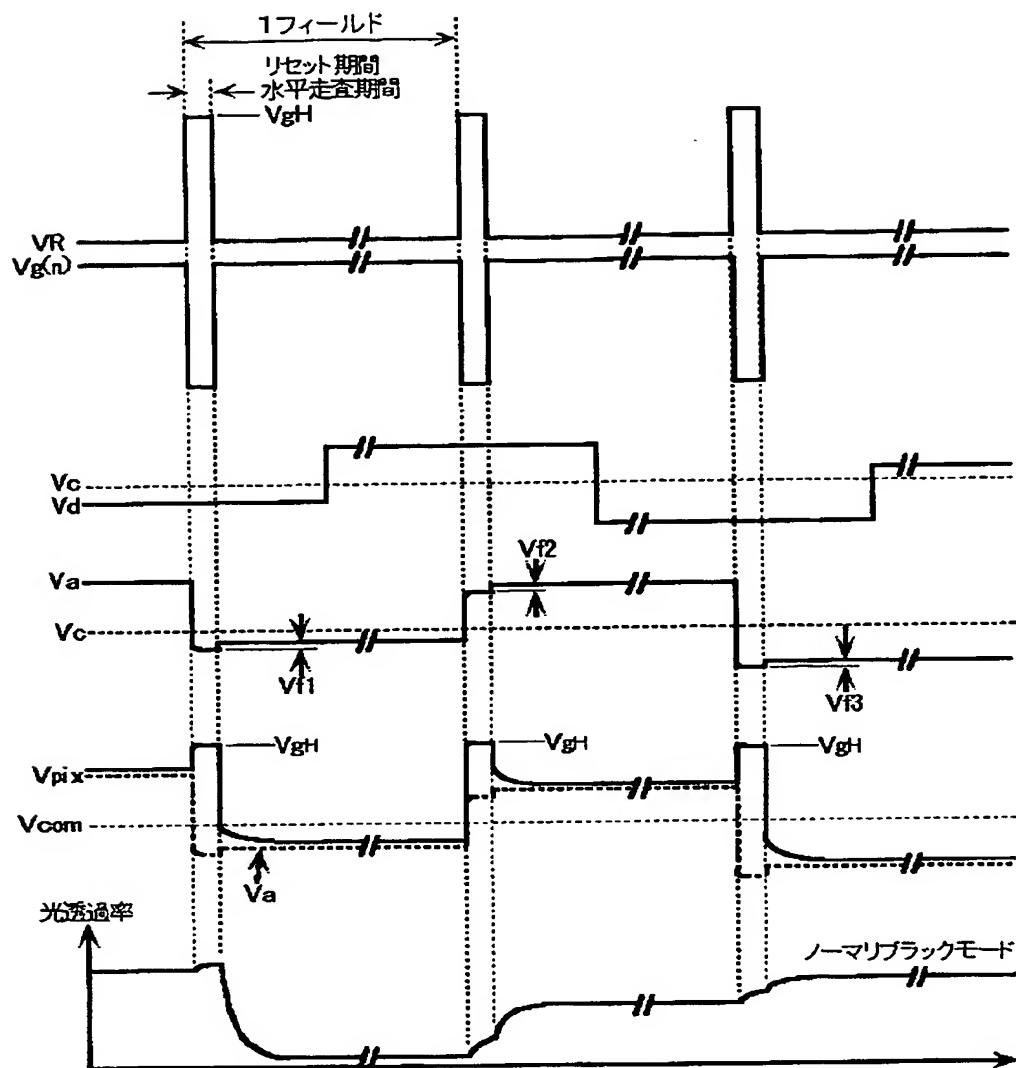 1フィールド
リセット期間
水平走査期間
VgH
VR
Vg(n)
Vc
Vd
Vf2
Va
Vc
Vf1
Vf3
VgH
VgH
VgH
Vpix
Vcom
Va
光透過率
ノーマリブラックモード